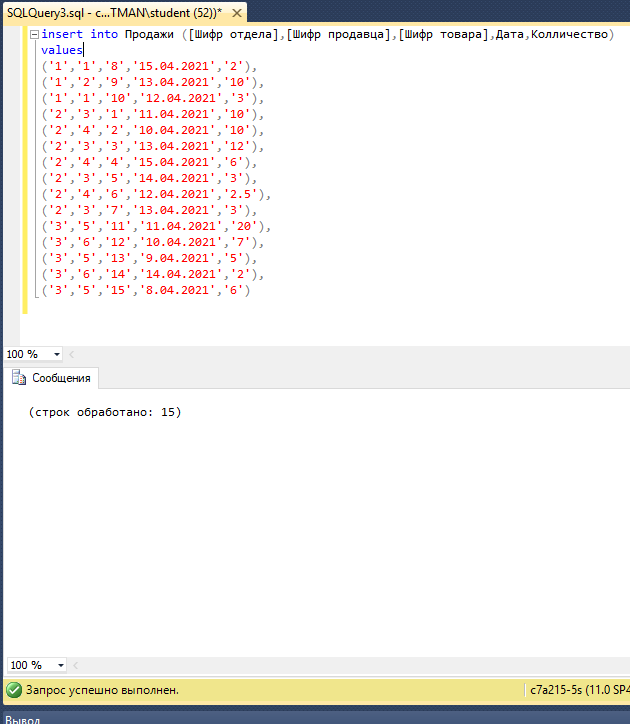 SQLQuery3.sql - c...TMAN\student (52))* ×
insert into Продажи ([Шифр отдела],[Шифр продавца],[Шифр товара],Дата,Колличество)
values
('1','1','8','15.04.2021','2'),
('1','2','9','13.04.2021','10'),
('1','1','10','12.04.2021','3'),
('2','3','1','11.04.2021','10'),
('2','4','2','10.04.2021','10'),
('2','3','3','13.04.2021','12'),
('2','4','4','15.04.2021','6'),
('2','3','5','14.04.2021','3'),
('2','4','6','12.04.2021','2.5'),
('2','3','7','13.04.2021','3'),
('3','5','11','11.04.2021','20'),
('3','6','12','10.04.2021','7'),
('3','5','13','9.04.2021','5'),
('3','6','14','14.04.2021','2'),
('3','5','15','8.04.2021','6')
100 %
Сообщения
(строк обработано: 15)
100 %
Запрос успешно выполнен.
c7a215-5s (11.0 SP4
Вывод